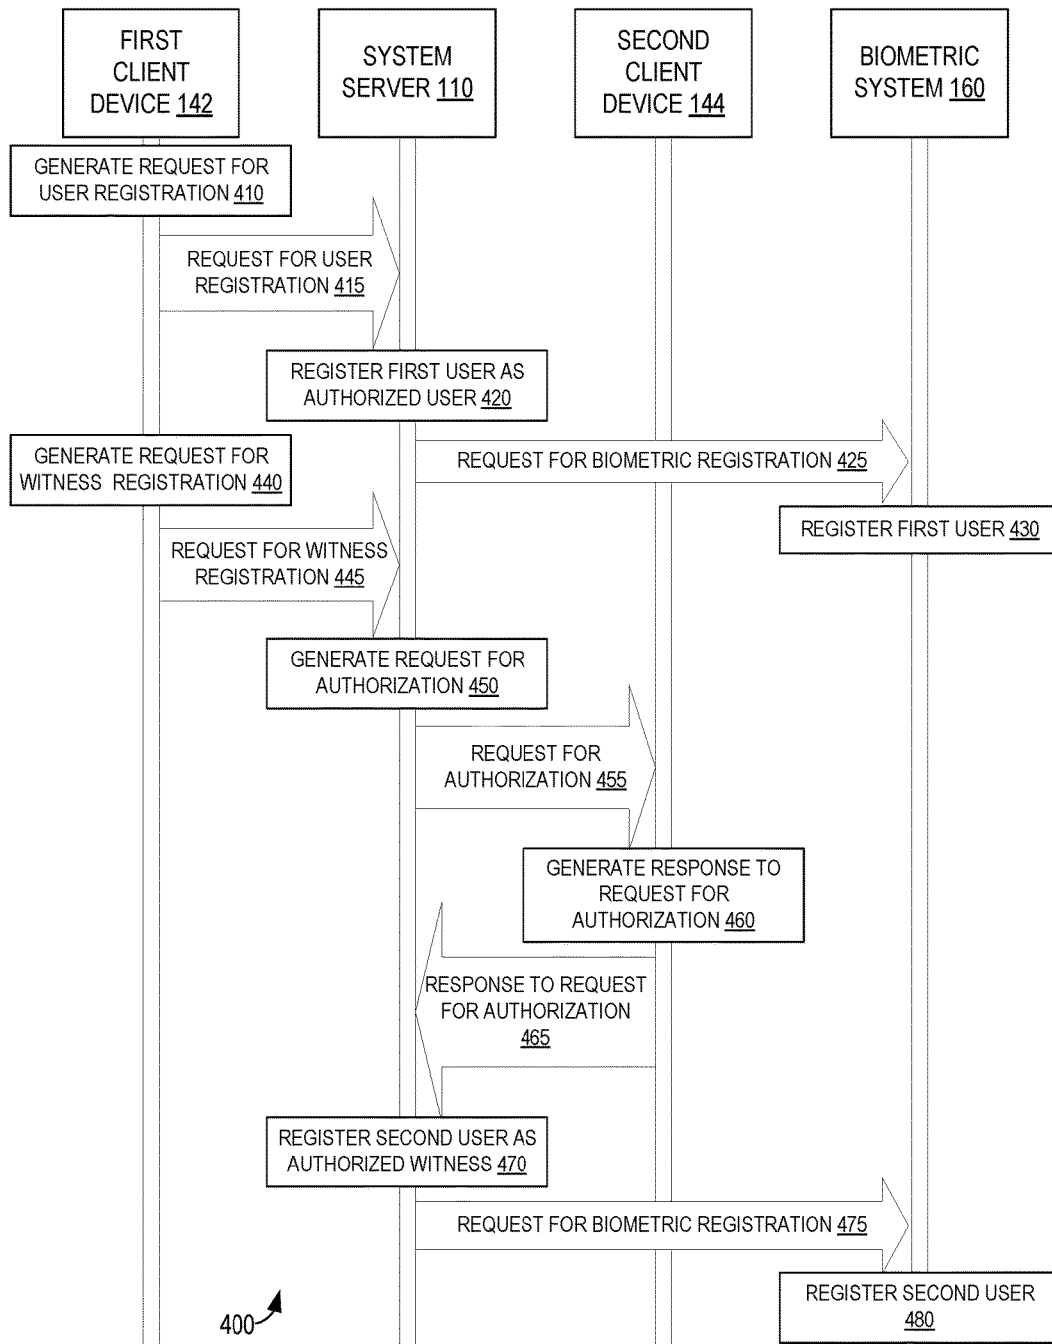 FIRST
CLIENT
DEVICE 142
SYSTEM
SERVER 110
SECOND
CLIENT
DEVICE 144
BIOMETRIC
SYSTEM 160
GENERATE REQUEST FOR
USER REGISTRATION 410
REQUEST FOR USER
REGISTRATION 415
REGISTER FIRST USER AS
AUTHORIZED USER 420
REQUEST FOR BIOMETRIC REGISTRATION 425
REGISTER FIRST USER 430
GENERATE REQUEST FOR
WITNESS REGISTRATION 440
REQUEST FOR WITNESS
REGISTRATION 445
GENERATE REQUEST FOR
AUTHORIZATION 450
REQUEST FOR
AUTHORIZATION 455
GENERATE RESPONSE TO
REQUEST FOR
AUTHORIZATION 460
RESPONSE TO REQUEST
FOR AUTHORIZATION
465
REGISTER SECOND USER AS
AUTHORIZED WITNESS 470
REQUEST FOR BIOMETRIC REGISTRATION 475
REGISTER SECOND USER
480
400